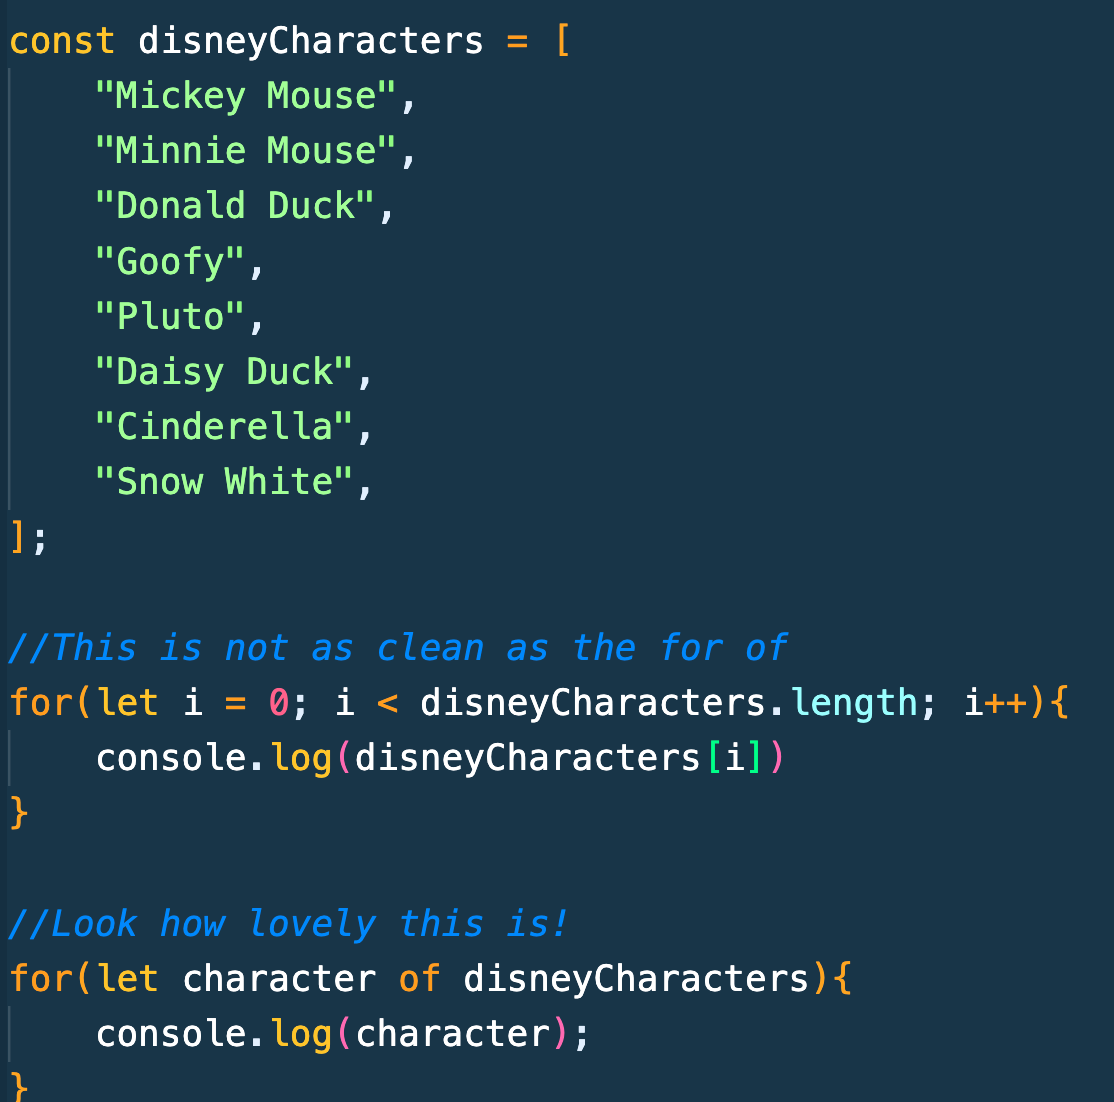 const disneyCharacters = [
    "Mickey Mouse",
    "Minnie Mouse",
    "Donald Duck",
    "Goofy",
    "Pluto",
    "Daisy Duck",
    "Cinderella",
    "Snow White",
];
//This is not as clean as the for of
for(let i = 0; i < disneyCharacters.length; i++){
    console.log(disneyCharacters[i])
}
//Look how lovely this is!
for(let character of disneyCharacters){
    console.log(character);
}